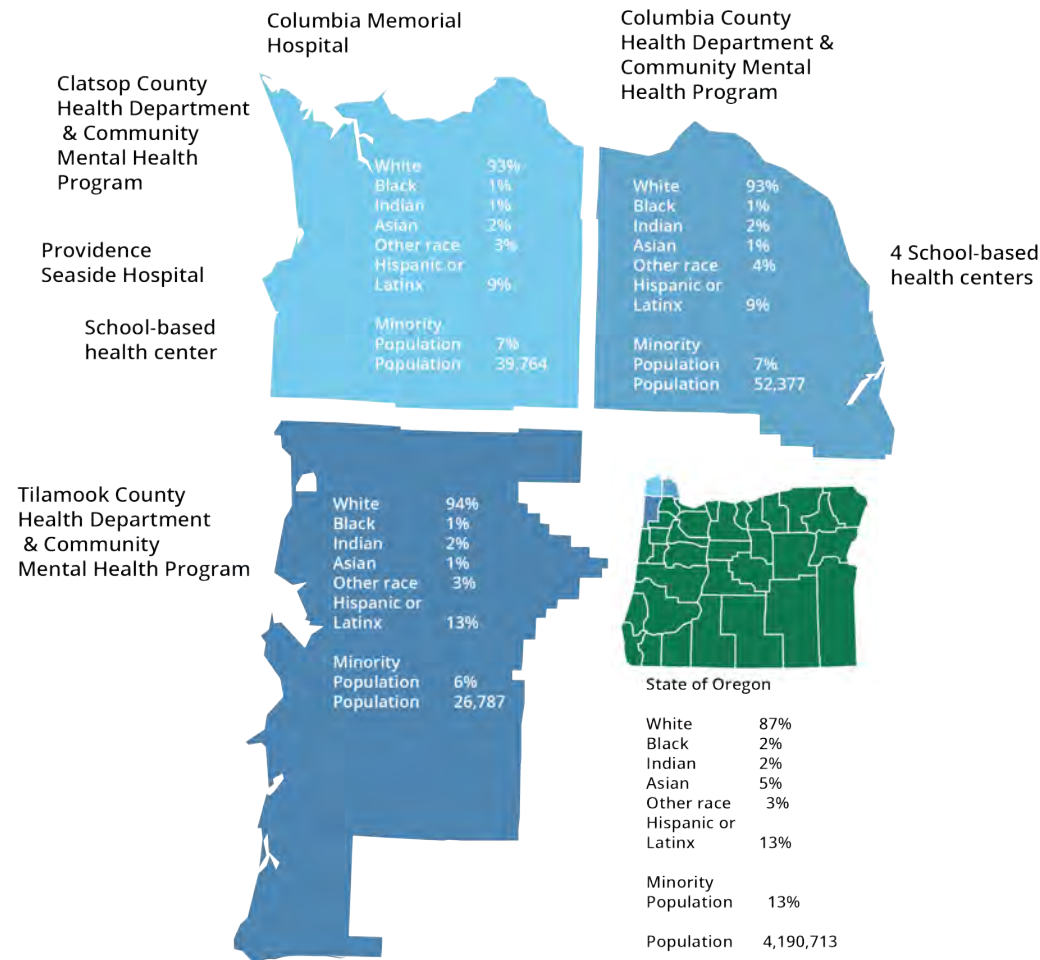 Columbia Memorial
Hospital
Columbia County
Health Department &
Community Mental
Health Program
Clatsop County
Health Department
& Community
Mental Health
Program
Providence
Seaside Hospital
School-based
health center
White 93%
Black 1%
Indian 1%
Asian 2%
Other race 3%
Hispanic or
Latinx 9%
Minority
Population 7%
Population 39,764
White 93%
Black 1%
Indian 2%
Asian 1%
Other race 4%
Hispanic or
Latinx 9%
Minority
Population 7%
Population 52,377
4 School-based
health centers
Tilamook County
Health Department
& Community
Mental Health Program
White 94%
Black 1%
Indian 2%
Asian 1%
Other race 3%
Hispanic or
Latinx 13%
Minority
Population 6%
Population 26,787
State of Oregon
White 87%
Black 2%
Indian 2%
Asian 5%
Other race 3%
Hispanic or
Latinx 13%
Minority
Population 13%
Population 4,190,713